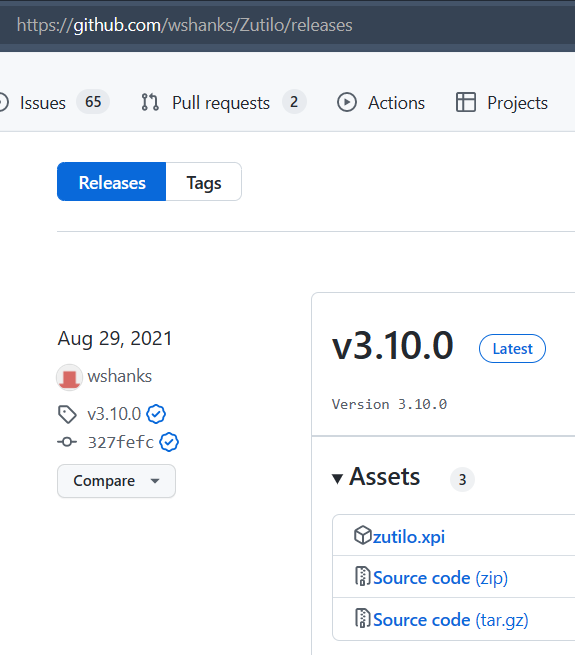 https://github.com/wshanks/Zutilo/releases
Issues 65 Pull requests 2 Actions Projects
Releases Tags
Aug 29, 2021
wshanks
v3.10.0
327fefc
Compare
v3.10.0 Latest
Version 3.10.0
Assets 3
zutilo.xpi
Source code (zip)
Source code (tar.gz)